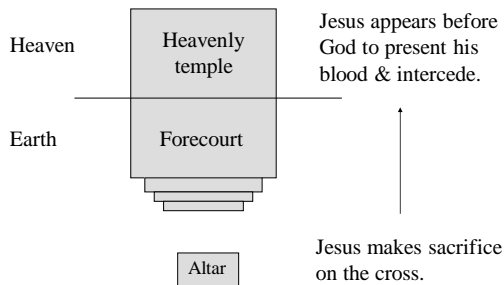 Heaven
Heavenly
temple
Jesus appears before
God to present his
blood & intercede.
Earth
Forecourt
Altar
Jesus makes sacrifice
on the cross.